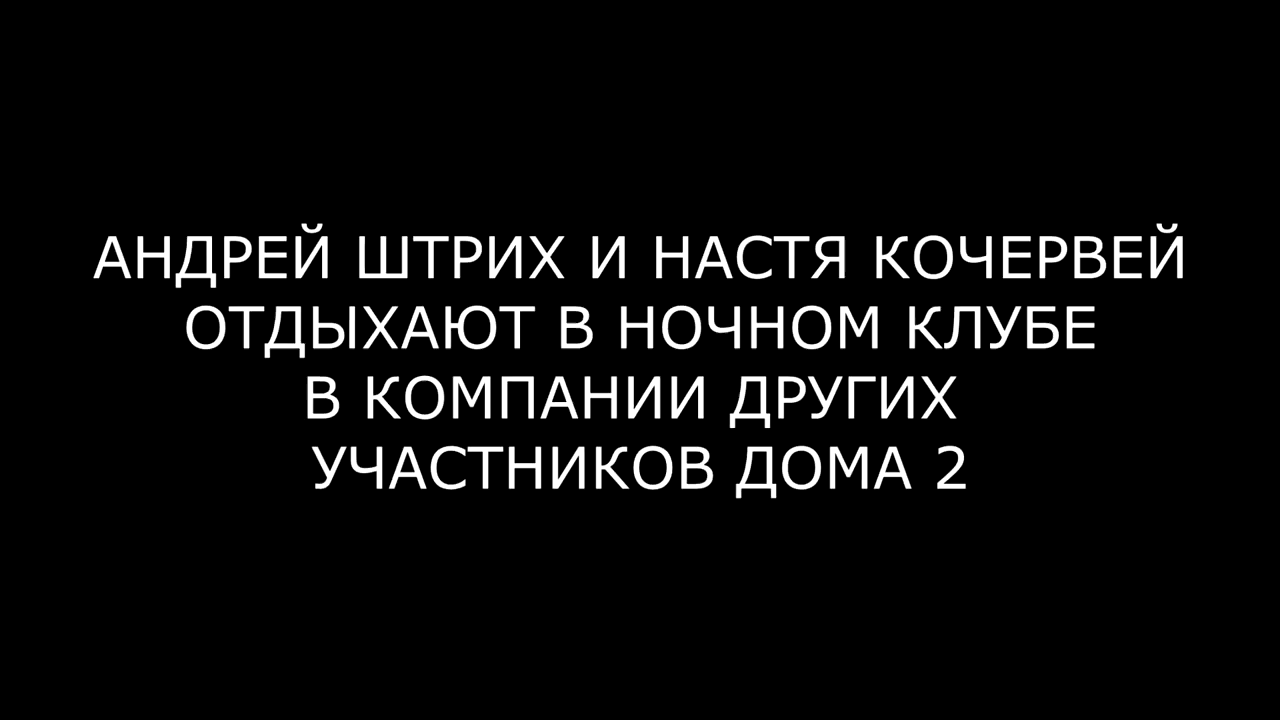 АНДРЕЙ ШТРИХ И НАСТЯ КОЧЕРВЕЙ
ОТДЫХАЮТ В НОЧНОМ КЛУБЕ
В КОМПАНИИ ДРУГИХ
УЧАСТНИКОВ ДОМА 2